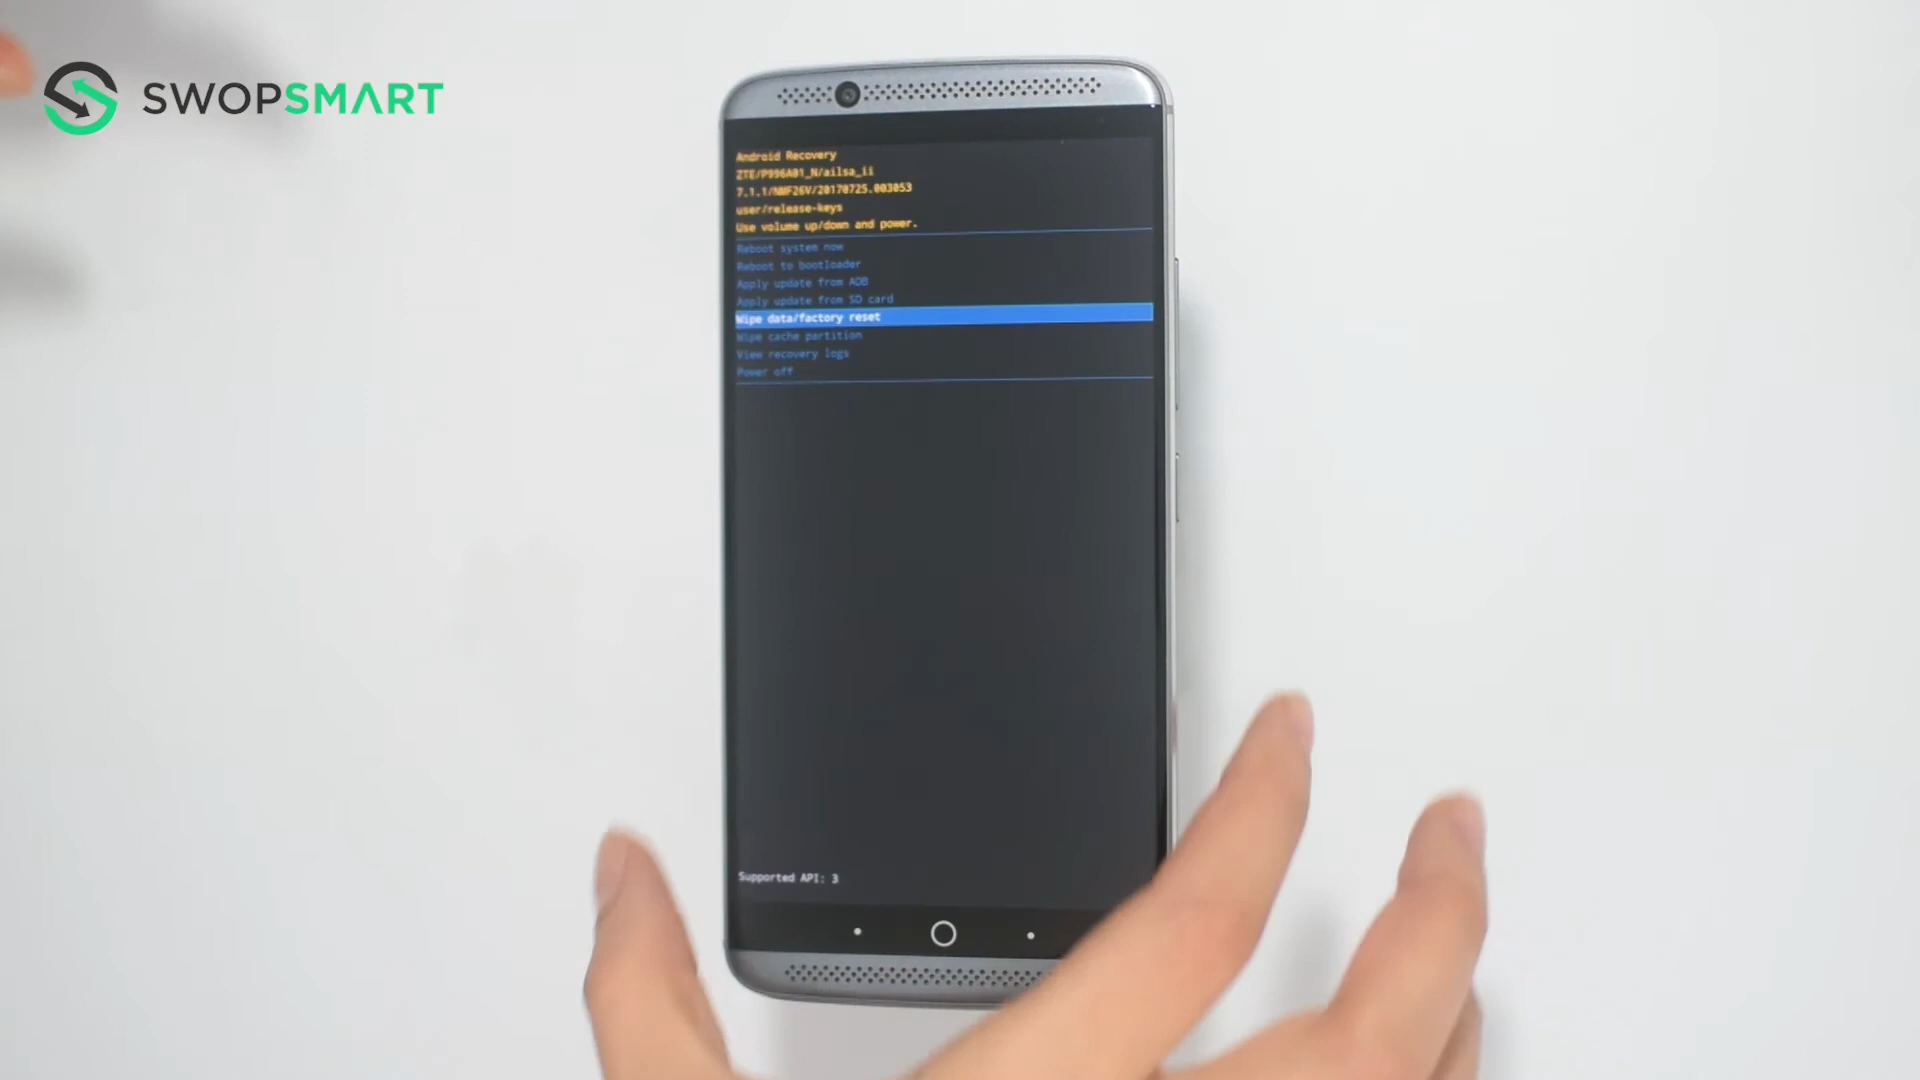 SWOPSMART
Android Recovery
ZTE/P996A01_N/ailsa_ii
7.1.1/NMF26V/20170725.003053
user/release-keys
Use volume up/down and power.
Reboot system now
Reboot to bootloader
Apply update from ADB
Apply update from SD card
Wipe data/factory reset
Wipe cache partition
View recovery logs
Power off
Supported API: 3